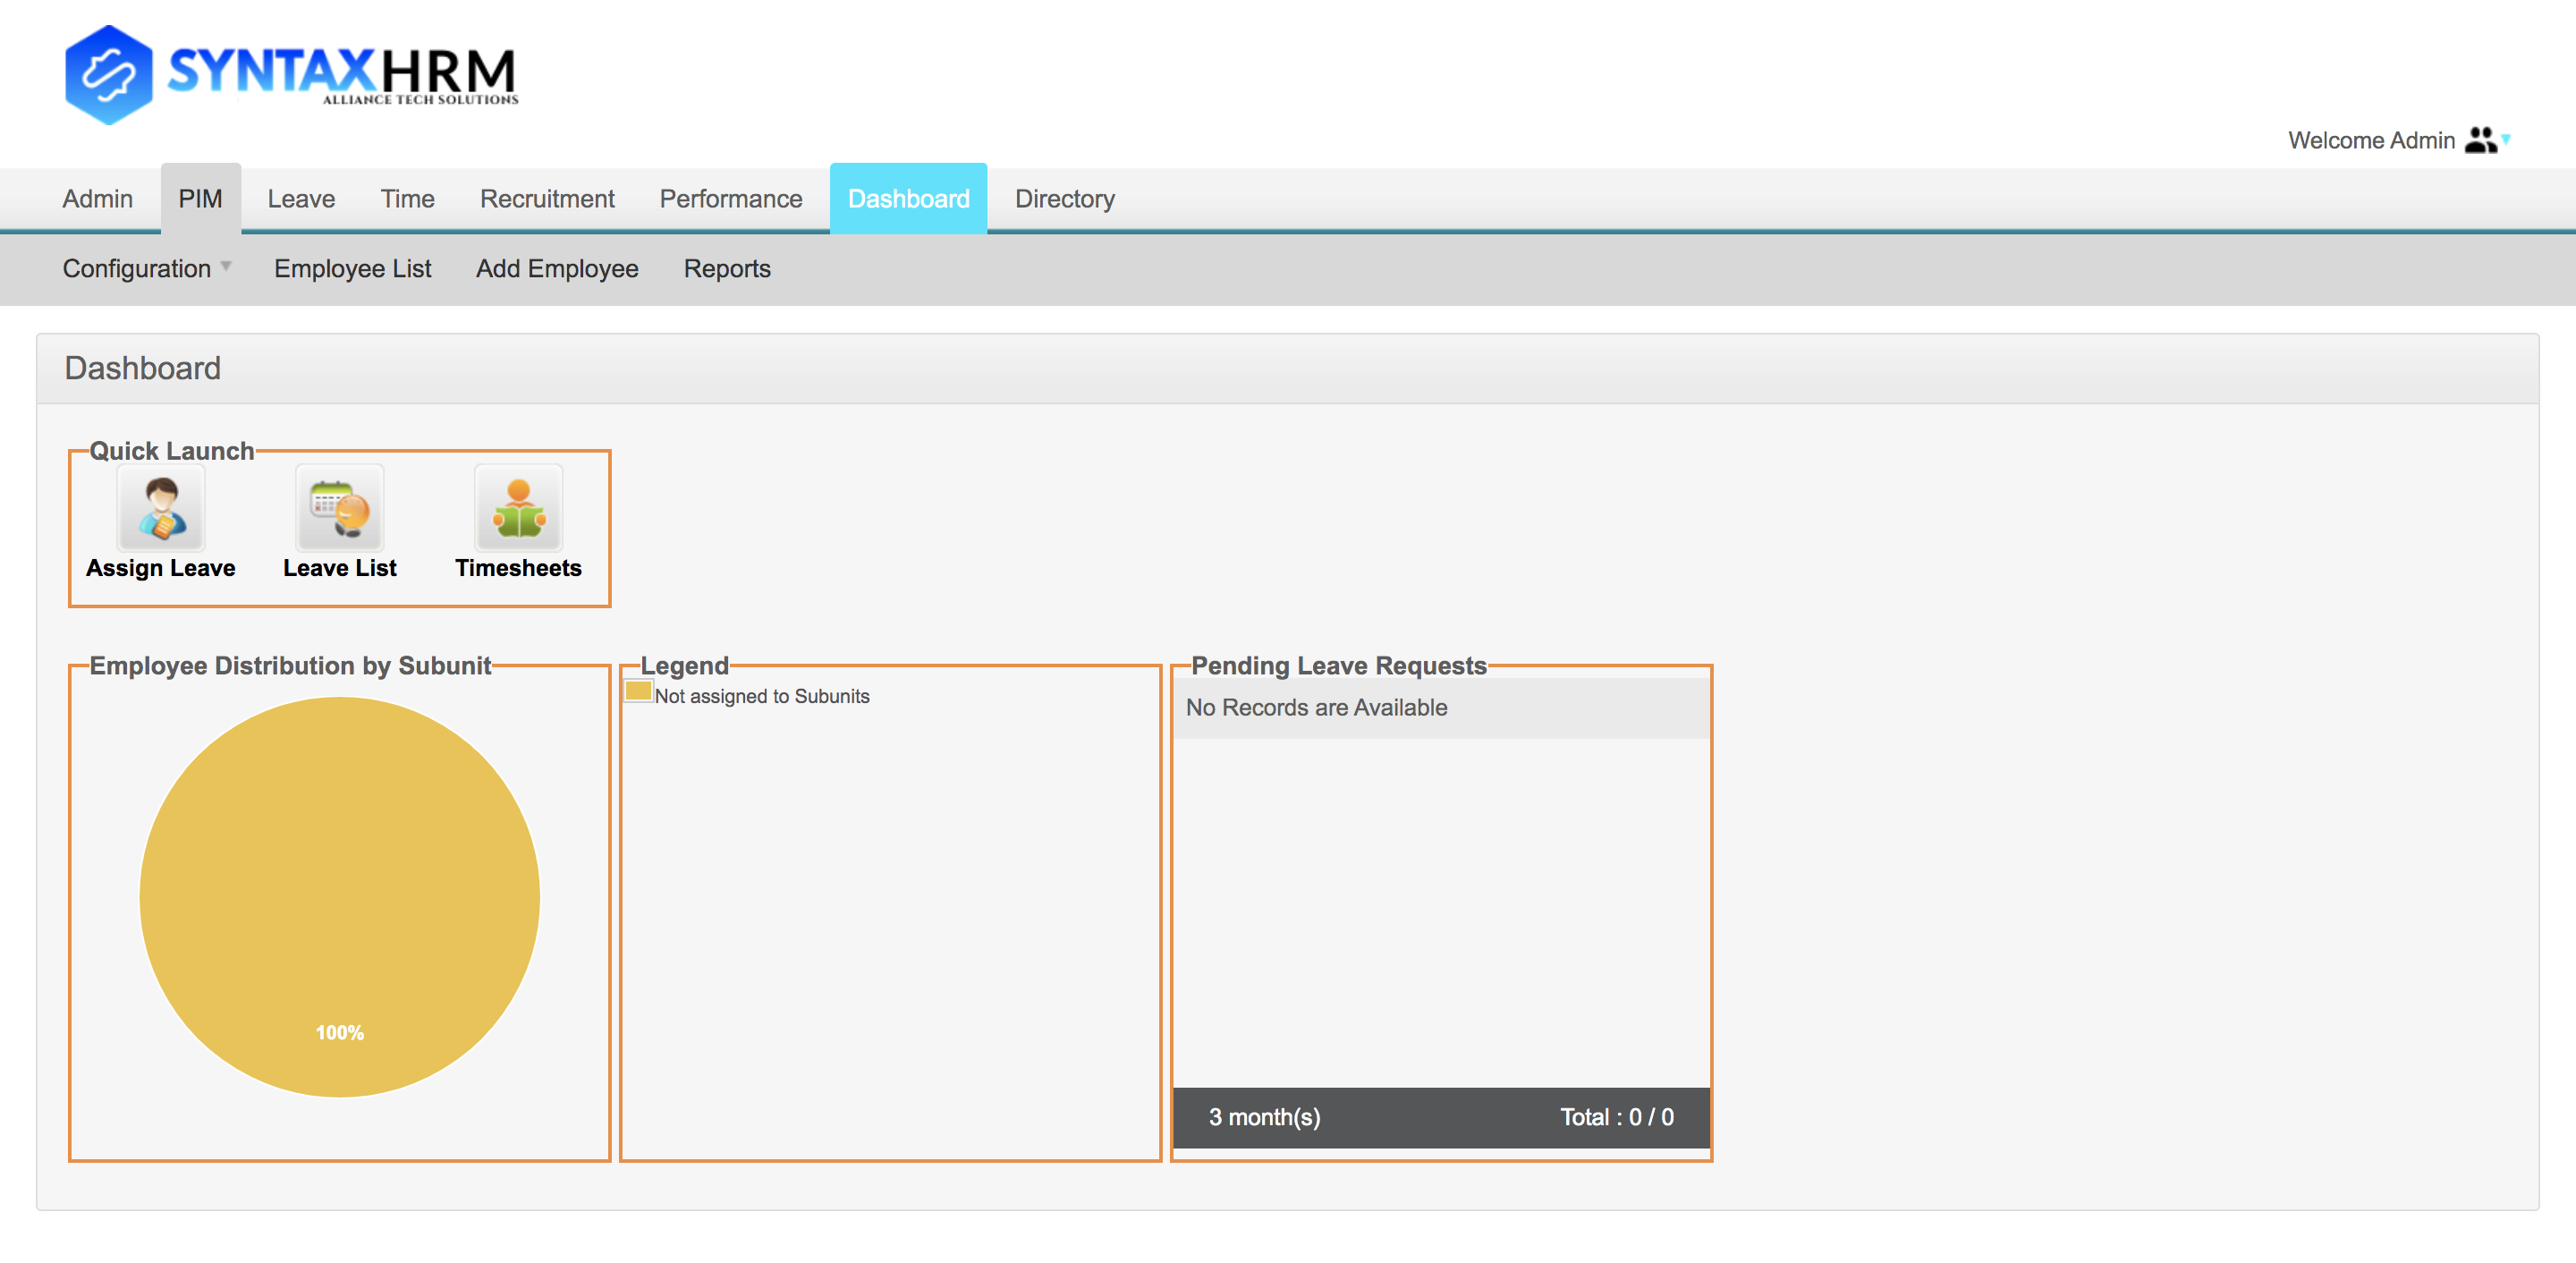 SYNTAXHRM
ALLIANCE TECH SOLUTIONS
Welcome Admin
Admin PIM Leave Time Recruitment Performance Dashboard Directory
Configuration Employee List Add Employee Reports
Dashboard
Quick Launch
Assign Leave Leave List Timesheets
Employee Distribution by Subunit
100%
Legend
Not assigned to Subunits
Pending Leave Requests
No Records are Available
3 month(s) Total : 0 / 0